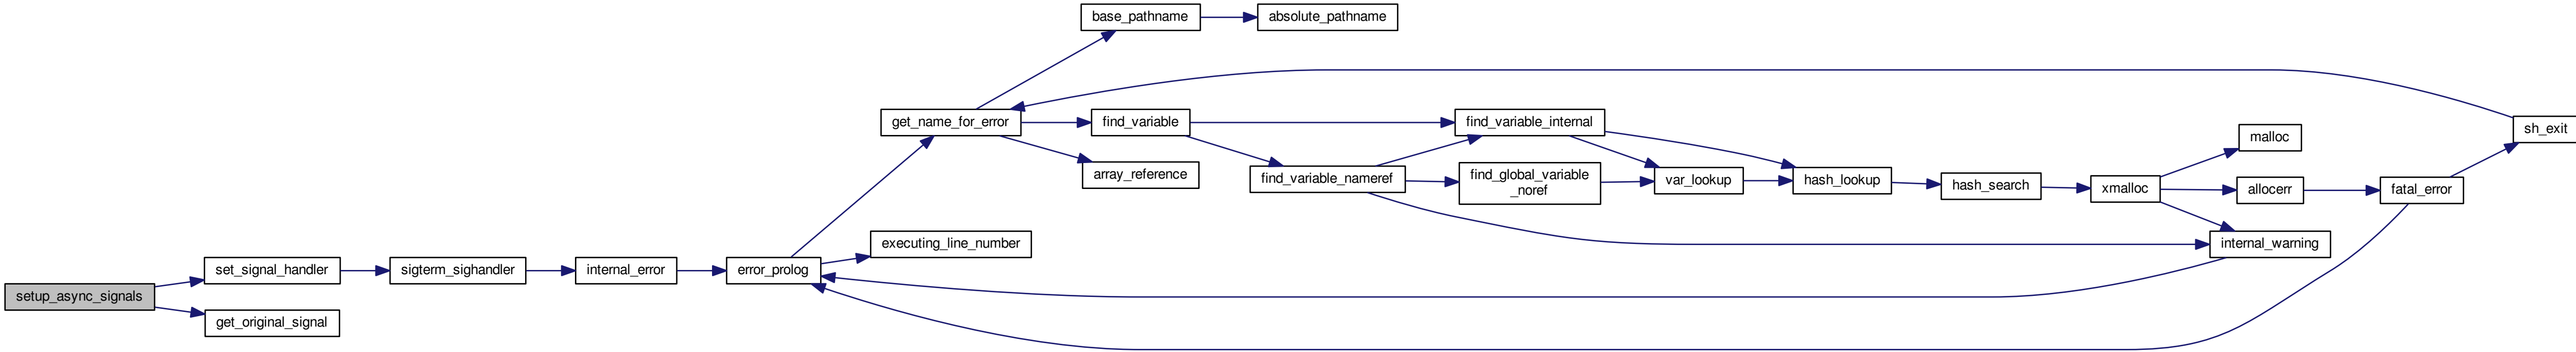 base_pathname
absolute_pathname
get_name_for_error
find_variable
find_variable_internal
malloc
sh_exit
array_reference
find_variable_nameref
find_global_variable
_noref
var_lookup
hash_lookup
hash_search
xmalloc
allocerr
fatal_error
executing_line_number
internal_warning
set_signal_handler
sigterm_sighandler
internal_error
error_prolog
setup_async_signals
get_original_signal